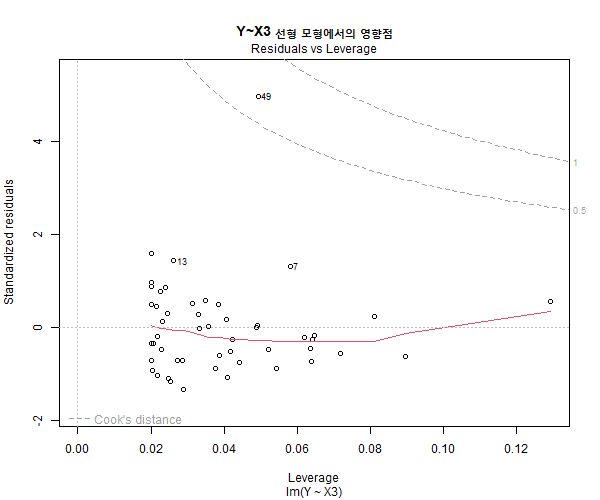 Y~X3 선형 모형에서의 영향점
Residuals vs Leverage
Standardized residuals
4
2
0
-2
49
13
7
1
0.5
Cook's distance
0.00 0.02 0.04 0.06 0.08 0.10 0.12
Leverage
lm(Y ~ X3)